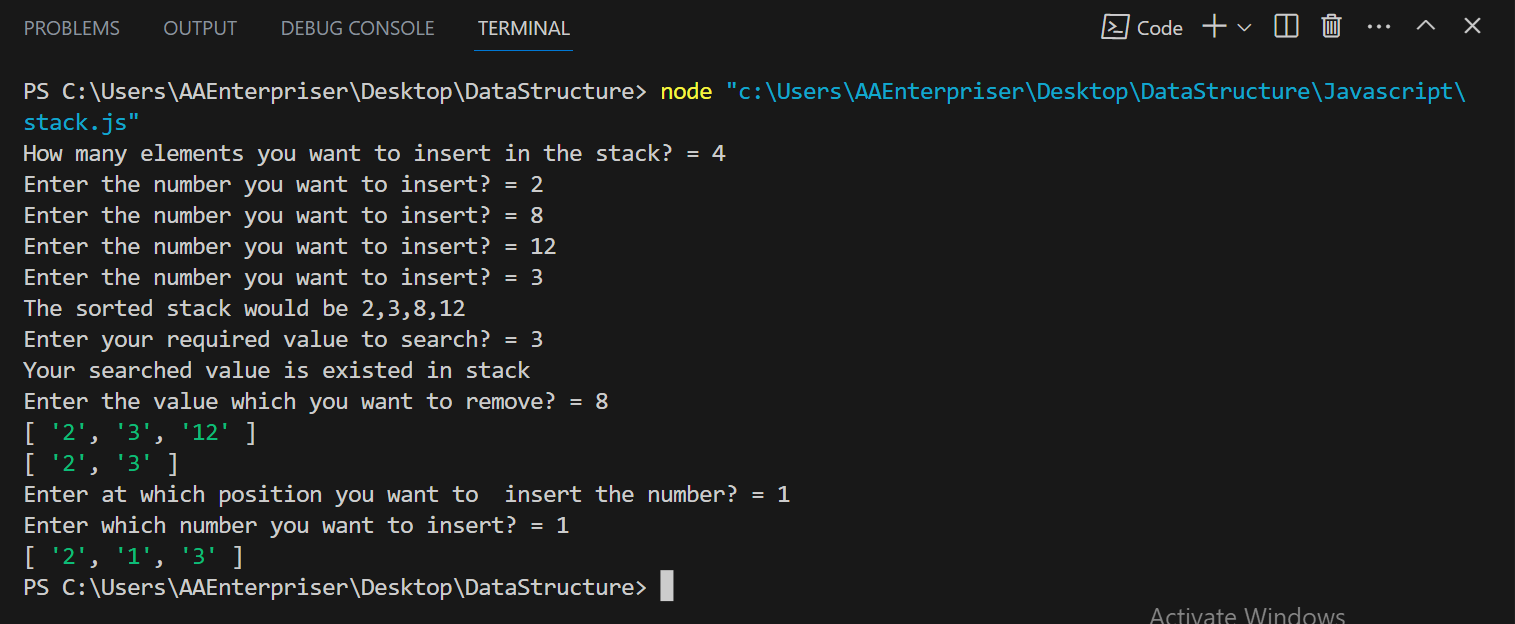 PROBLEMS OUTPUT DEBUG CONSOLE TERMINAL Code
PS C:\Users\AAEnterpriser\Desktop\DataStructure> node "c:\Users\AAEnterpriser\Desktop\DataStructure\Javascript\
stack.js"
How many elements you want to insert in the stack? = 4
Enter the number you want to insert? = 2
Enter the number you want to insert? = 8
Enter the number you want to insert? = 12
Enter the number you want to insert? = 3
The sorted stack would be 2,3,8,12
Enter your required value to search? = 3
Your searched value is existed in stack
Enter the value which you want to remove? = 8
[ '2', '3', '12' ]
[ '2', '3' ]
Enter at which position you want to  insert the number? = 1
Enter which number you want to insert? = 1
[ '2', '1', '3' ]
PS C:\Users\AAEnterpriser\Desktop\DataStructure>
Activate Windows